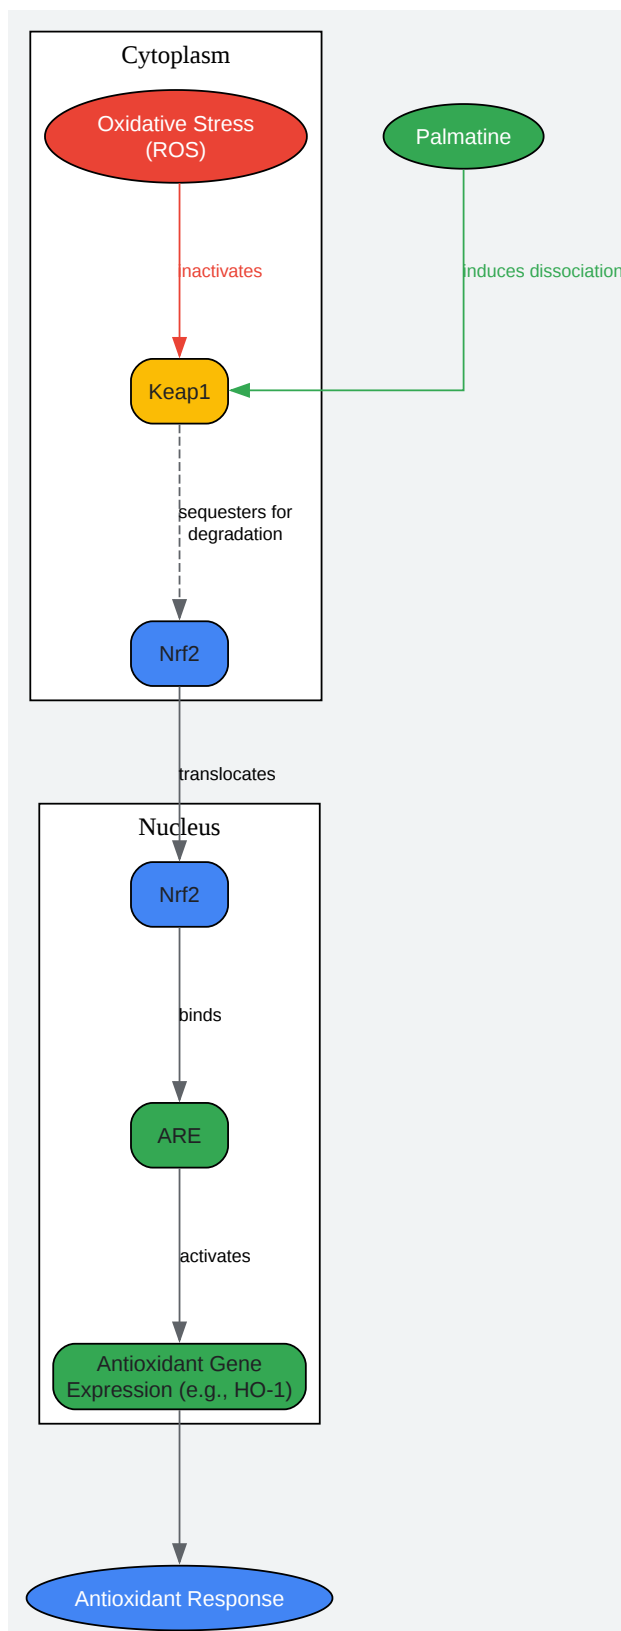 Cytoplasm
Oxidative Stress
(ROS)
Palmatine
inactivates
induces dissociation
Keap1
sequesters for
degradation
Nrf2
translocates
Nucleus
Nrf2
binds
ARE
activates
Antioxidant Gene
Expression (e.g., HO-1)
Antioxidant Response